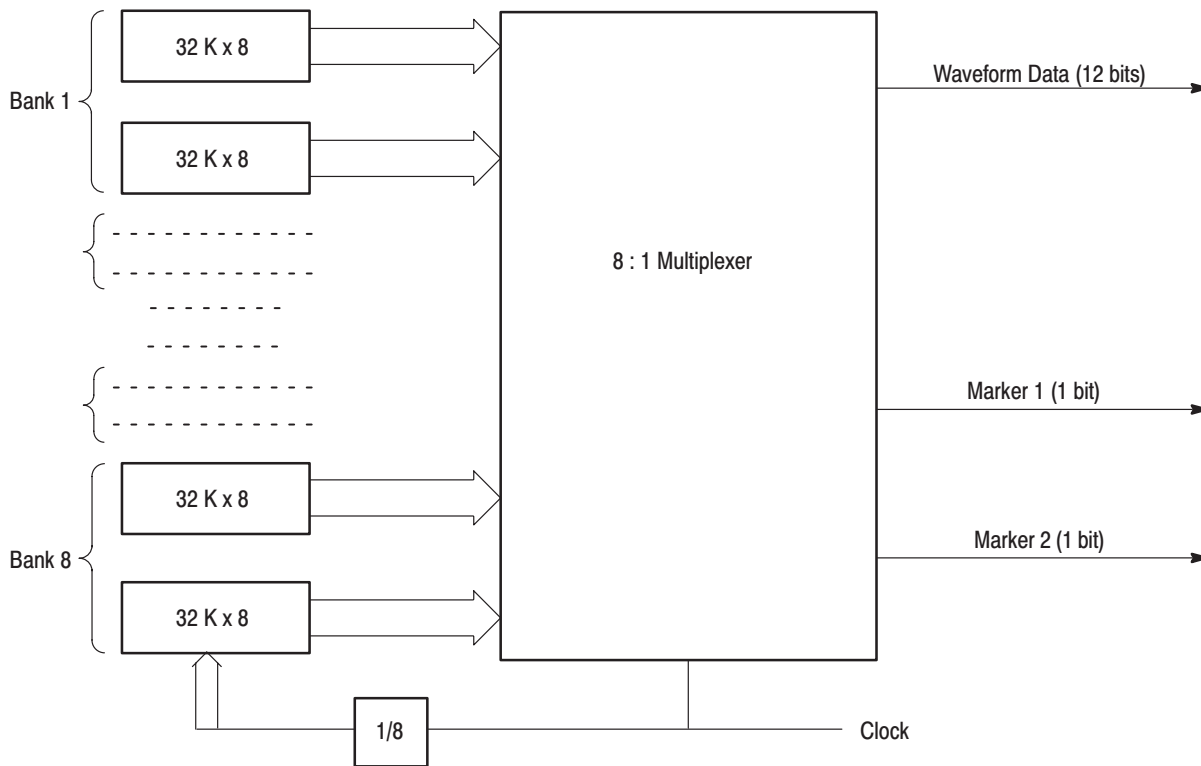 32 K x 8
Waveform Data (12 bits)
Bank 1
32 K x 8
8 : 1 Multiplexer
Marker 1 (1 bit)
32 K x 8
Marker 2 (1 bit)
Bank 8
32 K x 8
1/8
Clock